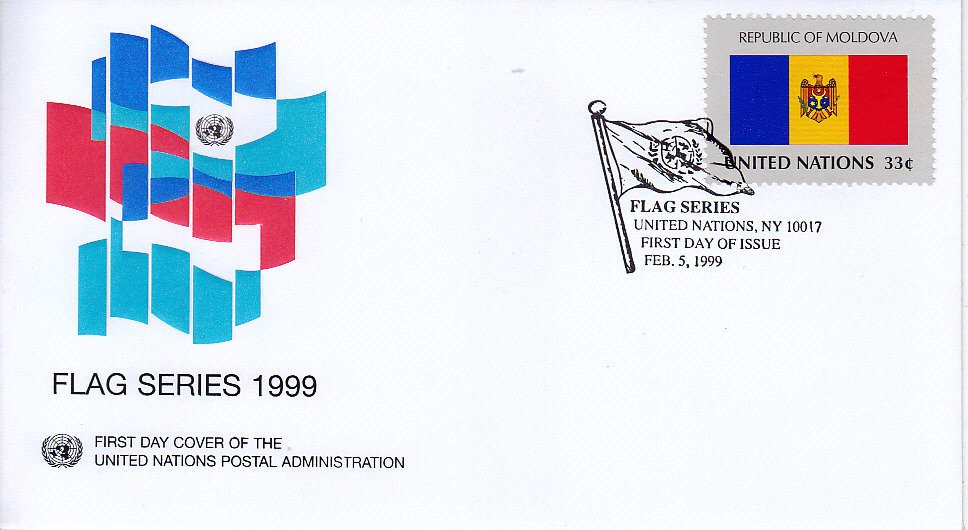 REPUBLIC OF MOLDOVA
UNITED NATIONS 33¢
FLAG SERIES
UNITED NATIONS, NY 10017
FIRST DAY OF ISSUE
FEB. 5, 1999
FLAG SERIES 1999
FIRST DAY COVER OF THE
UNITED NATIONS POSTAL ADMINISTRATION